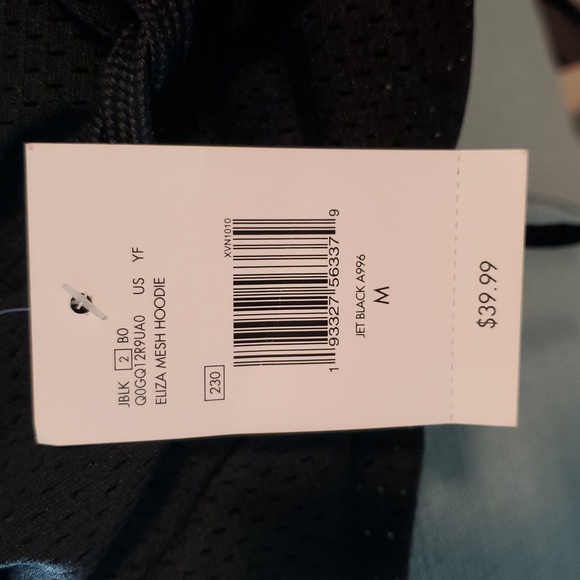 JBLK 2 BO
Q0GQ12R9UA0 US YF
ELIZA MESH HOODIE
230
XVN1010
1 93327 56337 9
JET BLACK A996
M
$39.99